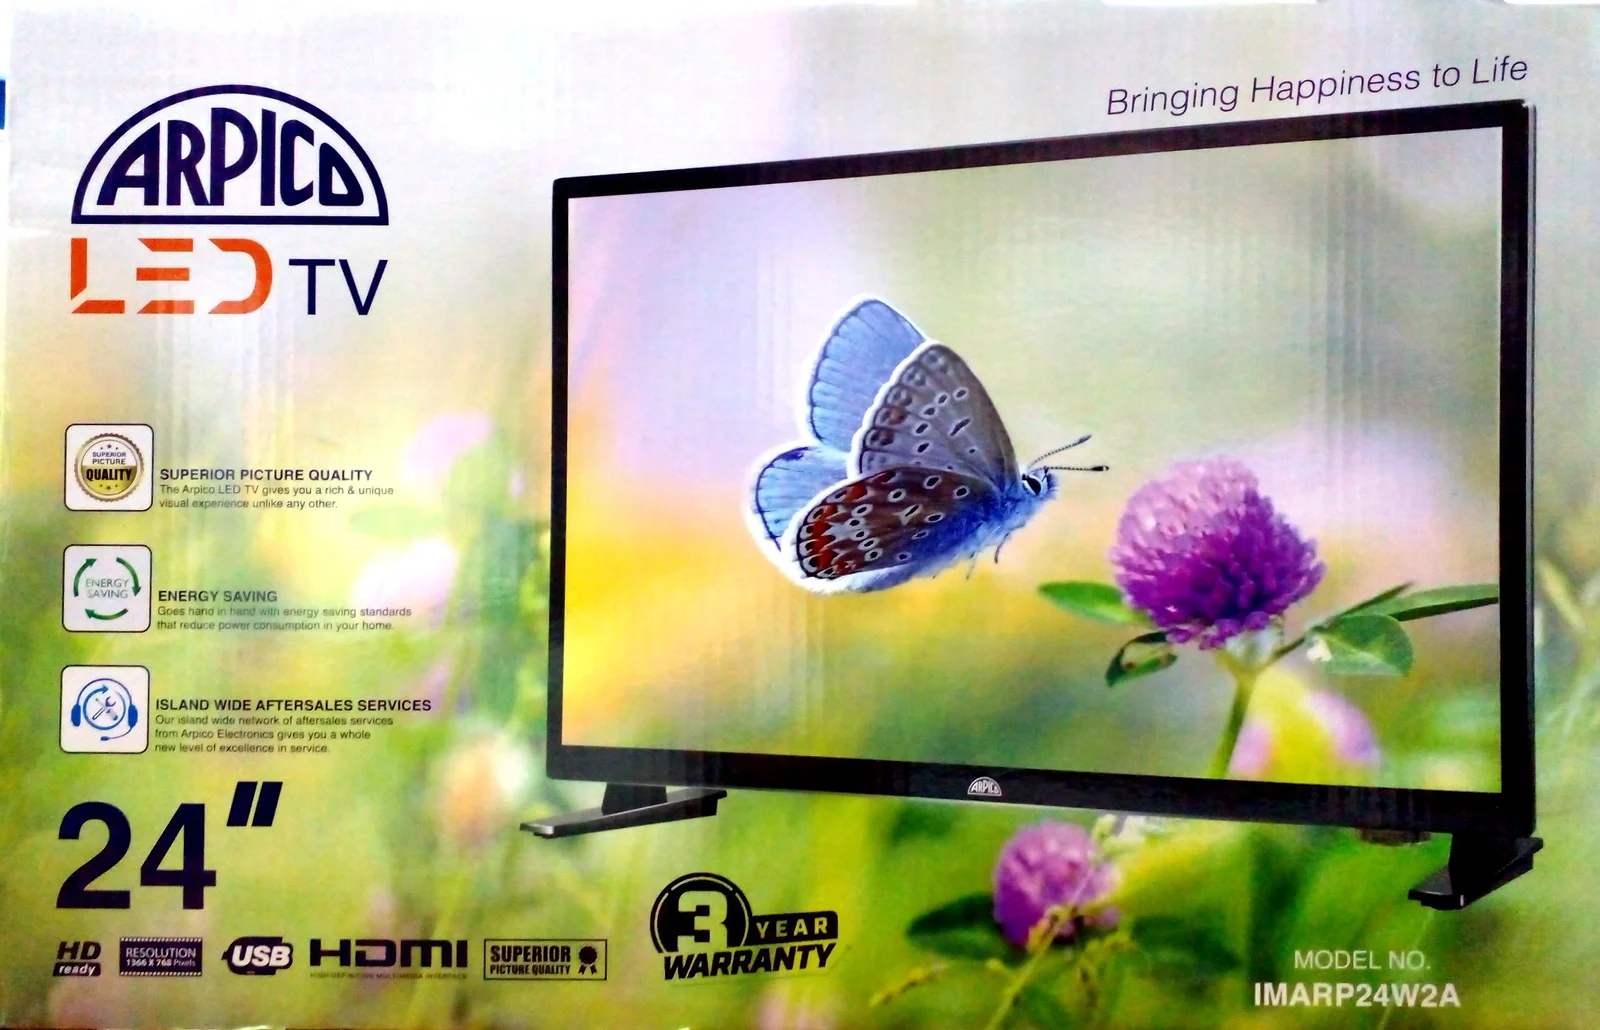 Bringing Happiness to Life
ARPICO
LED TV
SUPERIOR
PICTURE
QUALITY
SUPERIOR PICTURE QUALITY
The Arpico LED TV gives you a rich & unique
visual experience unlike any other.
ENERGY
SAVING
ENERGY SAVING
Goes hand in hand with energy saving standards
that reduce power consumption in your home.
ISLAND WIDE AFTERSALES SERVICES
Our island wide network of aftersales services
from Arpico Electronics gives you a whole
new level of excellence in service.
ARPICO
24"
HD
ready
RESOLUTION
1366 X 768 Pixels
USB
HDMI
HIGH-DEFINITION MULTIMEDIA INTERFACE
SUPERIOR
PICTURE QUALITY
3 YEAR
WARRANTY
MODEL NO.
IMARP24W2A